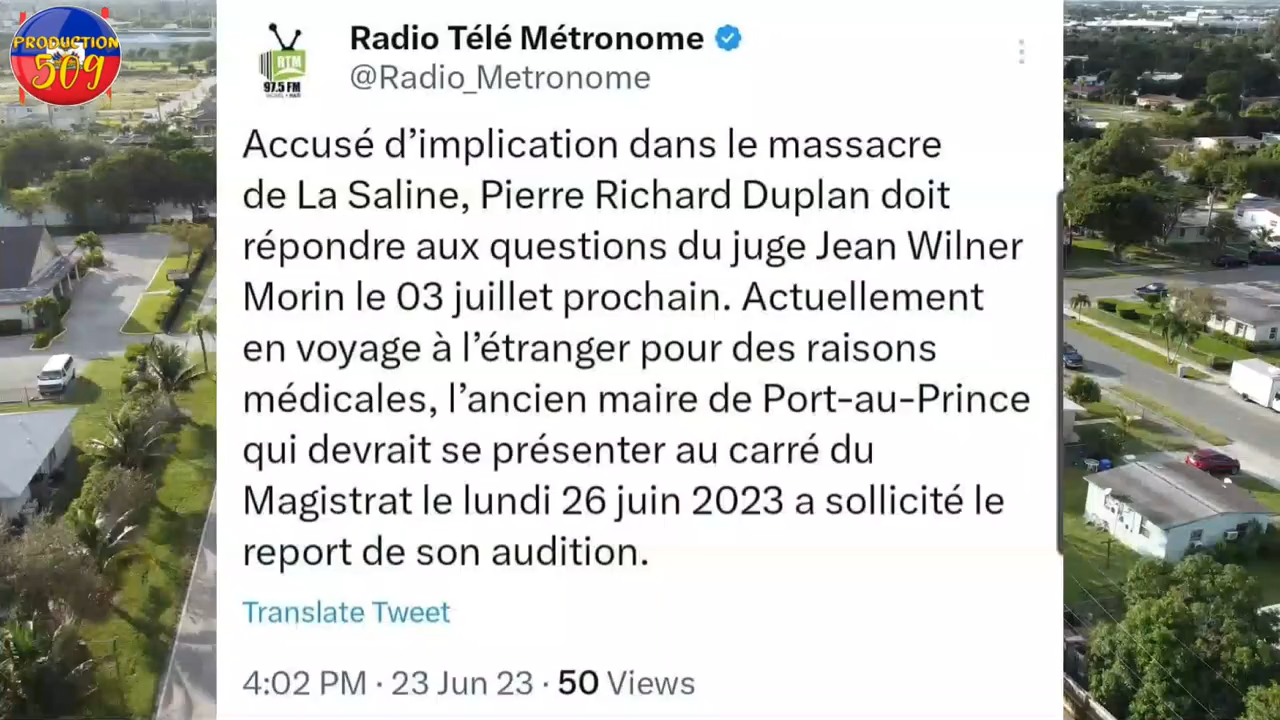 PRODUCTION
509
RTM
97.5 FM
Radio Télé Métronome
@Radio_Metronome
Accusé d’implication dans le massacre
de La Saline, Pierre Richard Duplan doit
répondre aux questions du juge Jean Wilner
Morin le 03 juillet prochain. Actuellement
en voyage à l’étranger pour des raisons
médicales, l’ancien maire de Port-au-Prince
qui devrait se présenter au carré du
Magistrat le lundi 26 juin 2023 a sollicité le
report de son audition.
Translate Tweet
4:02 PM · 23 Jun 23 · 50 Views